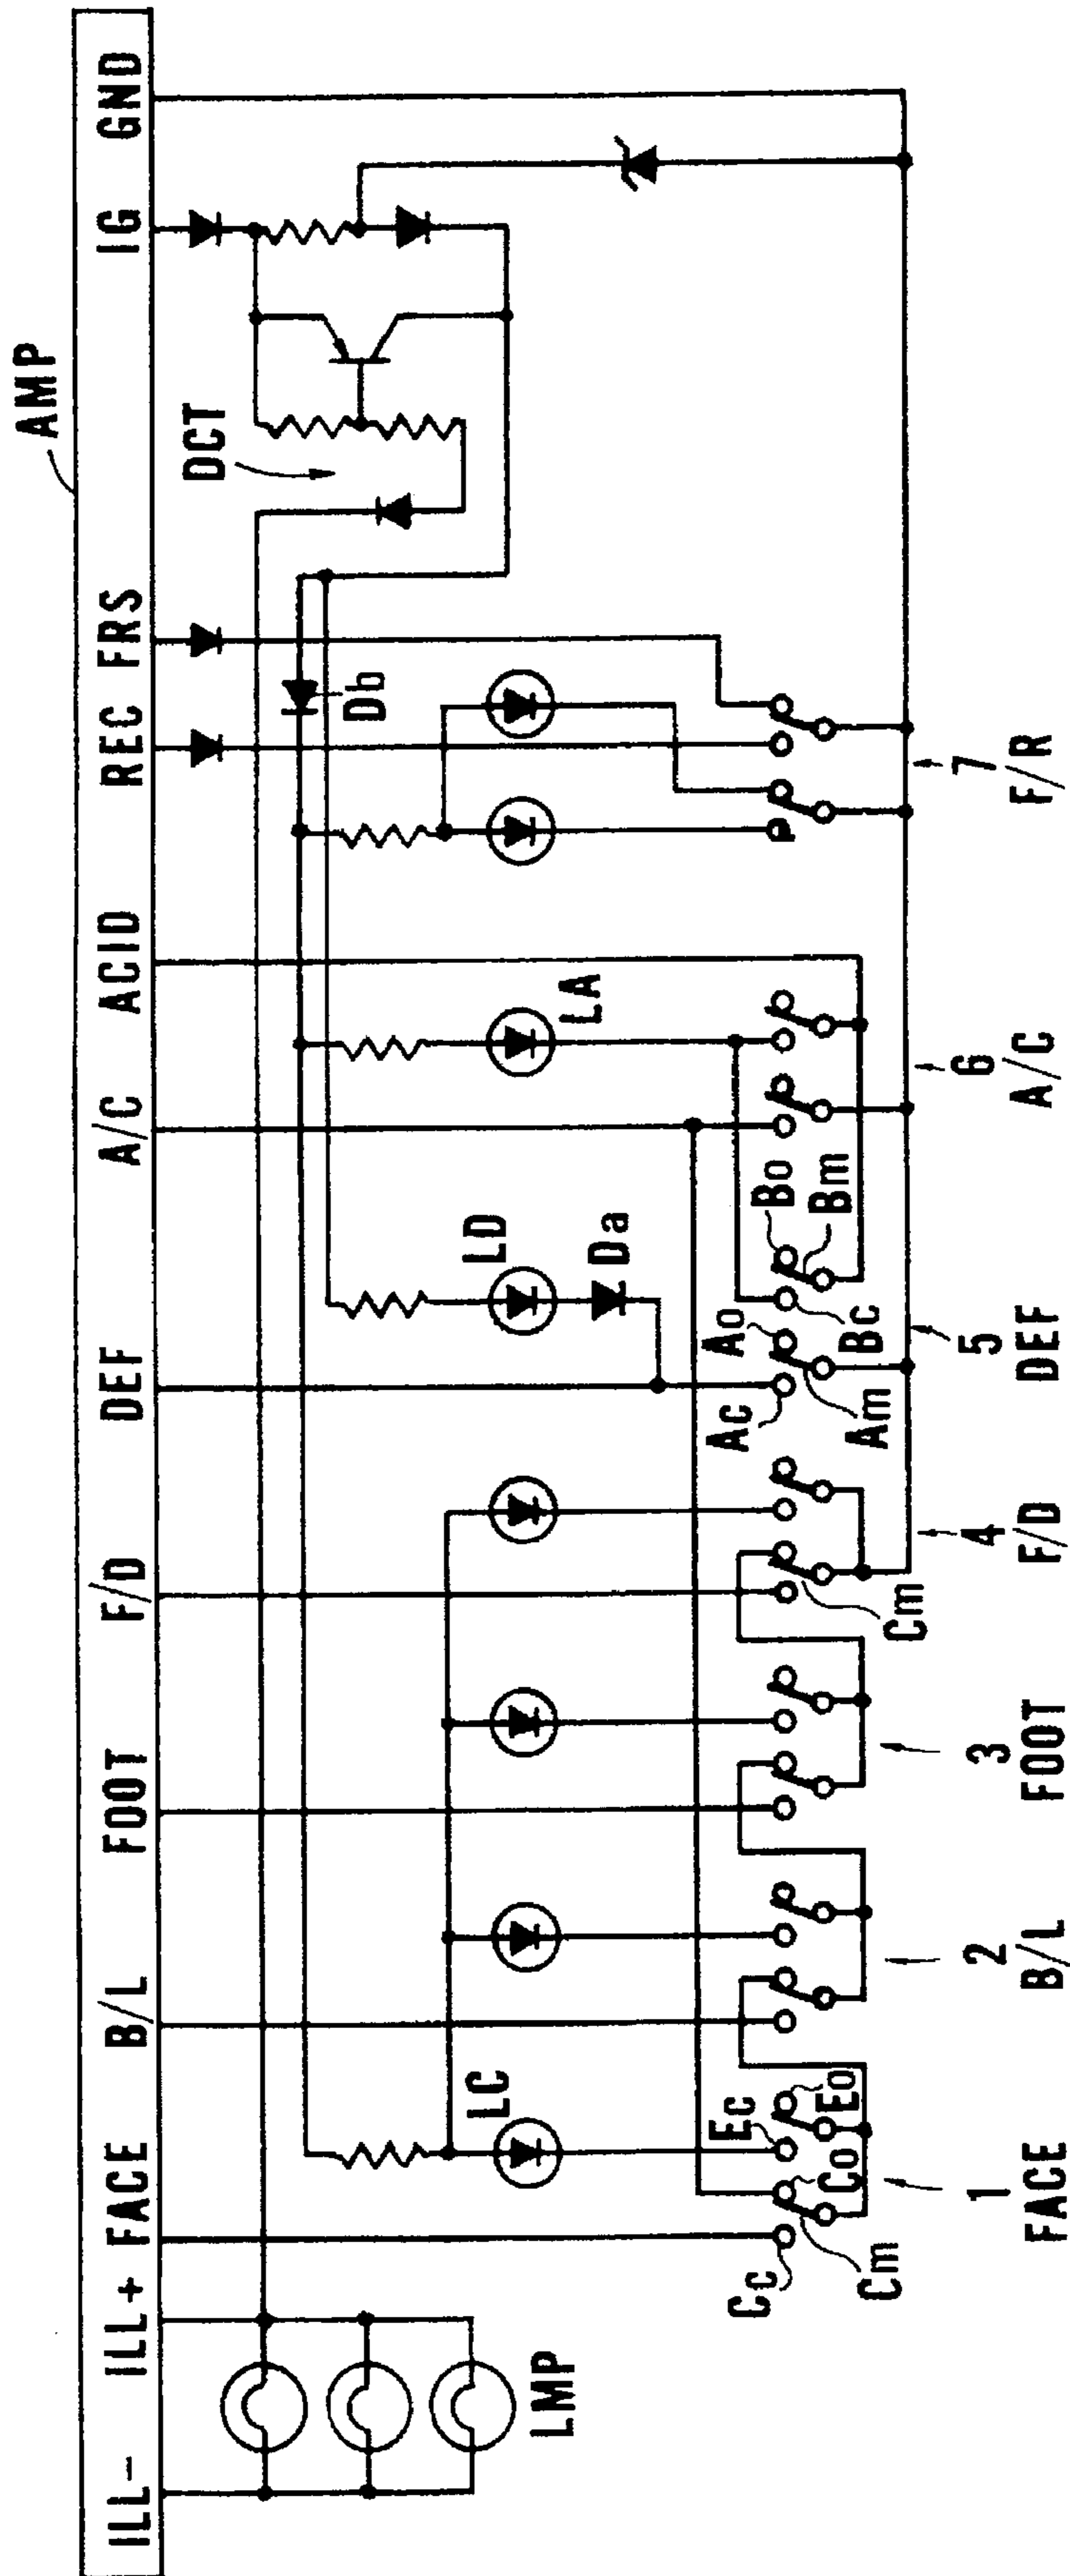 AMP
ILL- ILL+ FACE B/L FOOT F/D DEF A/C ACID REC FRS IG GND
DCT
Db
LMP
LC
LD
Da
LA
Cc
Cm
Co
Ec
Eo
Cm
Ac
Am
Ao
Bc
Bo
Bm
1 2 3 4 5 6 7
FACE B/L FOOT F/D DEF A/C F/R